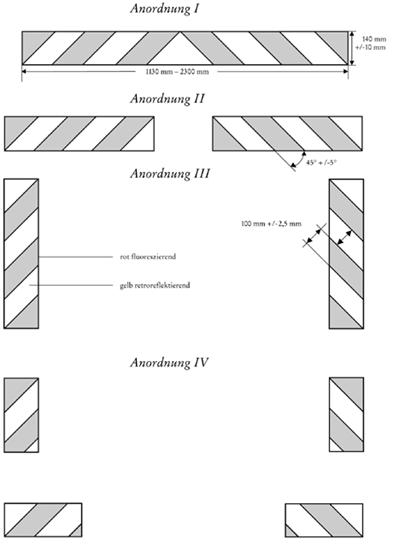 Anordnung I
140 mm
+/-10 mm
1130 mm – 2300 mm
Anordnung II
45° +/-5°
Anordnung III
100 mm +/-2,5 mm
rot fluoreszierend
gelb retroreflektierend
Anordnung IV